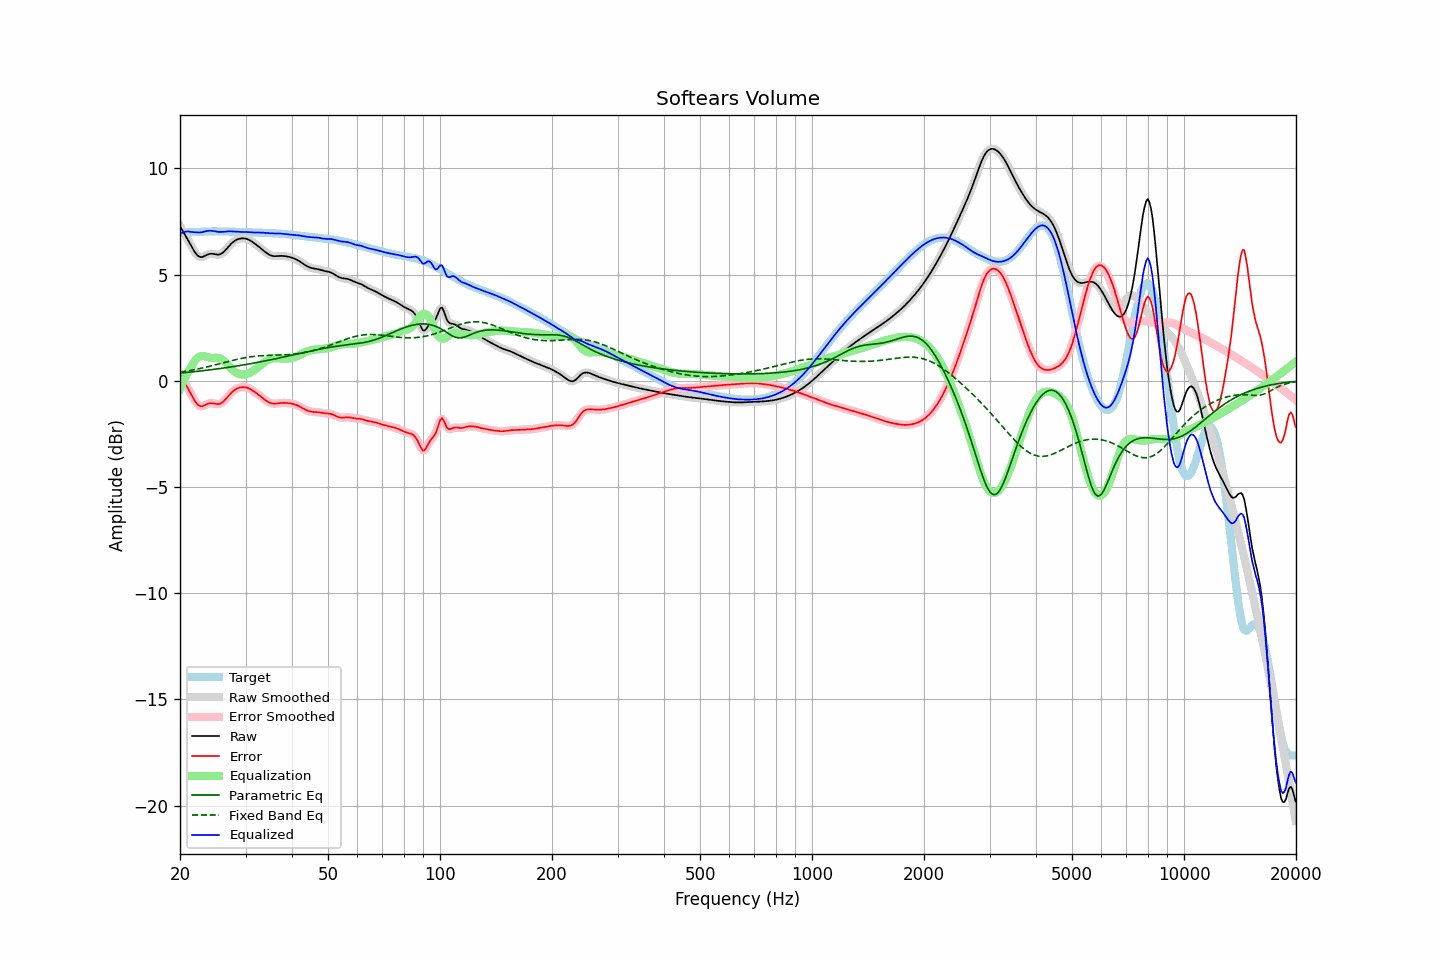 Softears Volume
Amplitude (dBr)
10
5
0
−5
−10
−15
−20
Target
Raw Smoothed
Error Smoothed
Raw
Error
Equalization
Parametric Eq
Fixed Band Eq
Equalized
20 50 100 200 500 1000 2000 5000 10000 20000
Frequency (Hz)